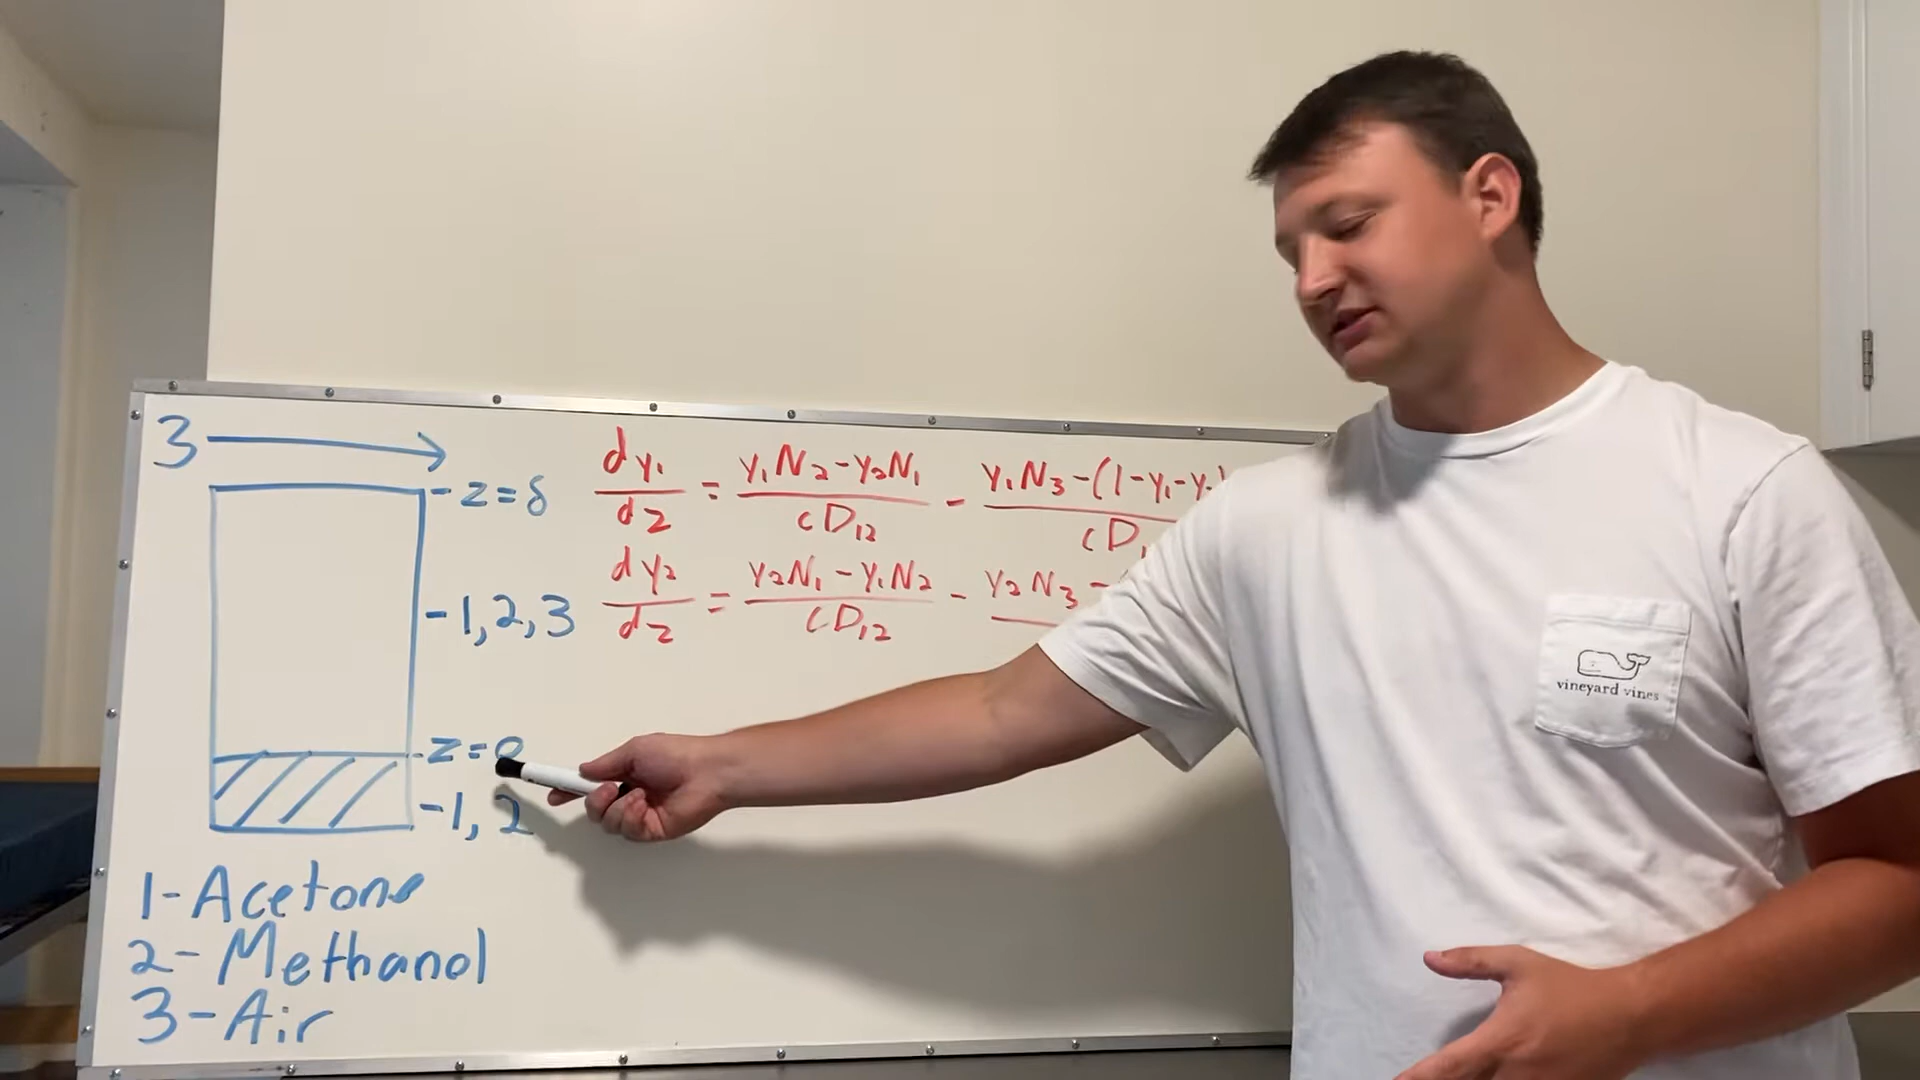 3
- z = δ
- 1, 2, 3
- z = 0
- 1, 2
1 - Acetone
2 - Methanol
3 - Air
dy₁/dz = (y₁N₂ - y₂N₁)/(cD₁₂) - y₁N₃ - (1 - y₁ - y
cD
dy₂/dz = (y₂N₁ - y₁N₂)/(cD₁₂) - y₂N₃ -
vineyard vines